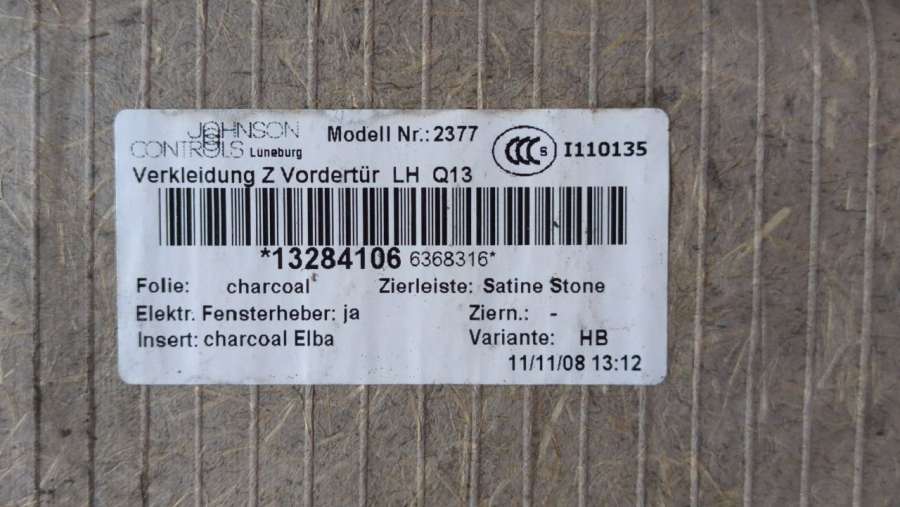 JOHNSON CONTROLS Lüneburg
Modell Nr.: 2377
CCC S
I110135
Verkleidung Z Vordertür LH Q13
*13284106 6368316*
Folie: charcoal Zierleiste: Satine Stone
Elektr. Fensterheber: ja Ziern.: -
Insert: charcoal Elba Variante: HB
11/11/08 13:12